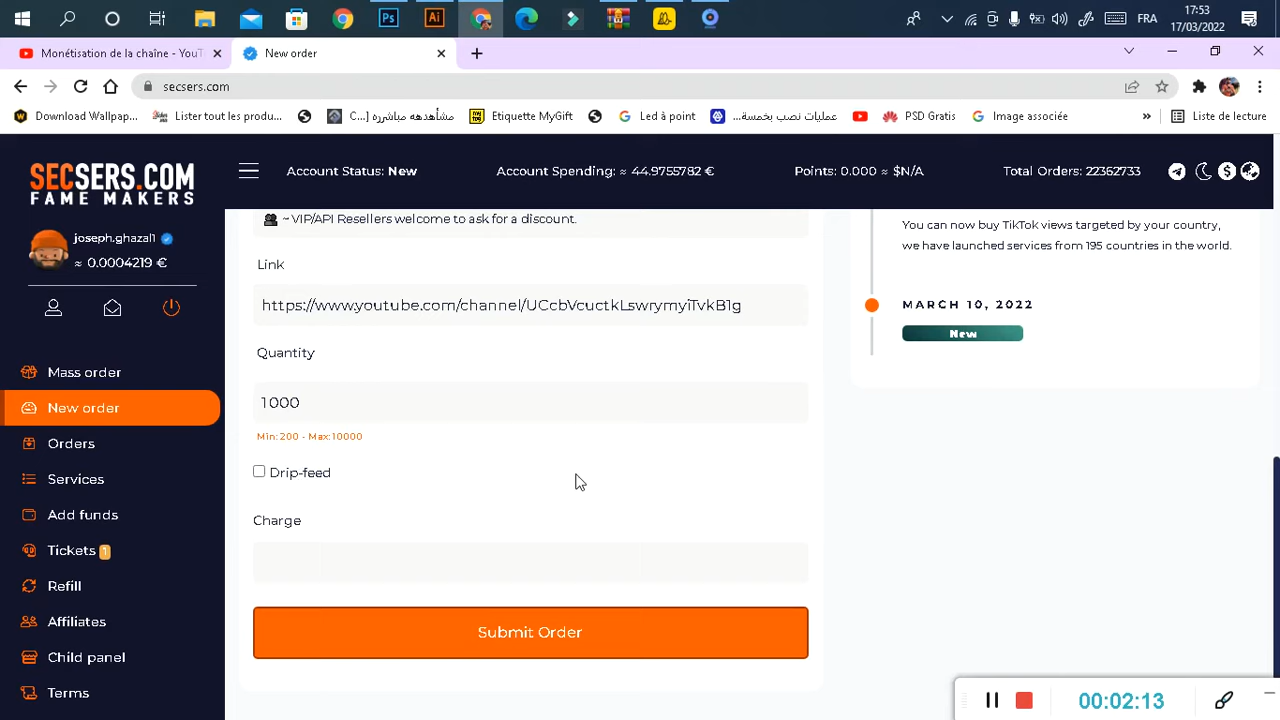 FRA
17:53
17/03/2022
Monétisation de la chaîne - YouT
New order
secsers.com
Download Wallpap...
Lister tout les produ...
C...] مشأهدهه مباشرره
Etiquette MyGift
Led à point
عمليات نصب بخمسة...
PSD Gratis
Image associée
»
Liste de lecture
SECSERS.COM
FAME MAKERS
Account Status: New
Account Spending: ≈ 44.9755782 €
Points: 0.000 ≈ $N/A
Total Orders: 22362733
joseph.ghazal1
≈ 0.0004219 €
Mass order
New order
Orders
Services
Add funds
Tickets 1
Refill
Affiliates
Child panel
Terms
~ VIP/API Resellers welcome to ask for a discount.
Link
https://www.youtube.com/channel/UCcbVcuctkLswrymyiTvkB1g
Quantity
1000
Min: 200 - Max: 10000
Drip-feed
Charge
Submit Order
You can now buy TikTok views targeted by your country,
we have launched services from 195 countries in the world.
MARCH 10, 2022
New
00:02:13